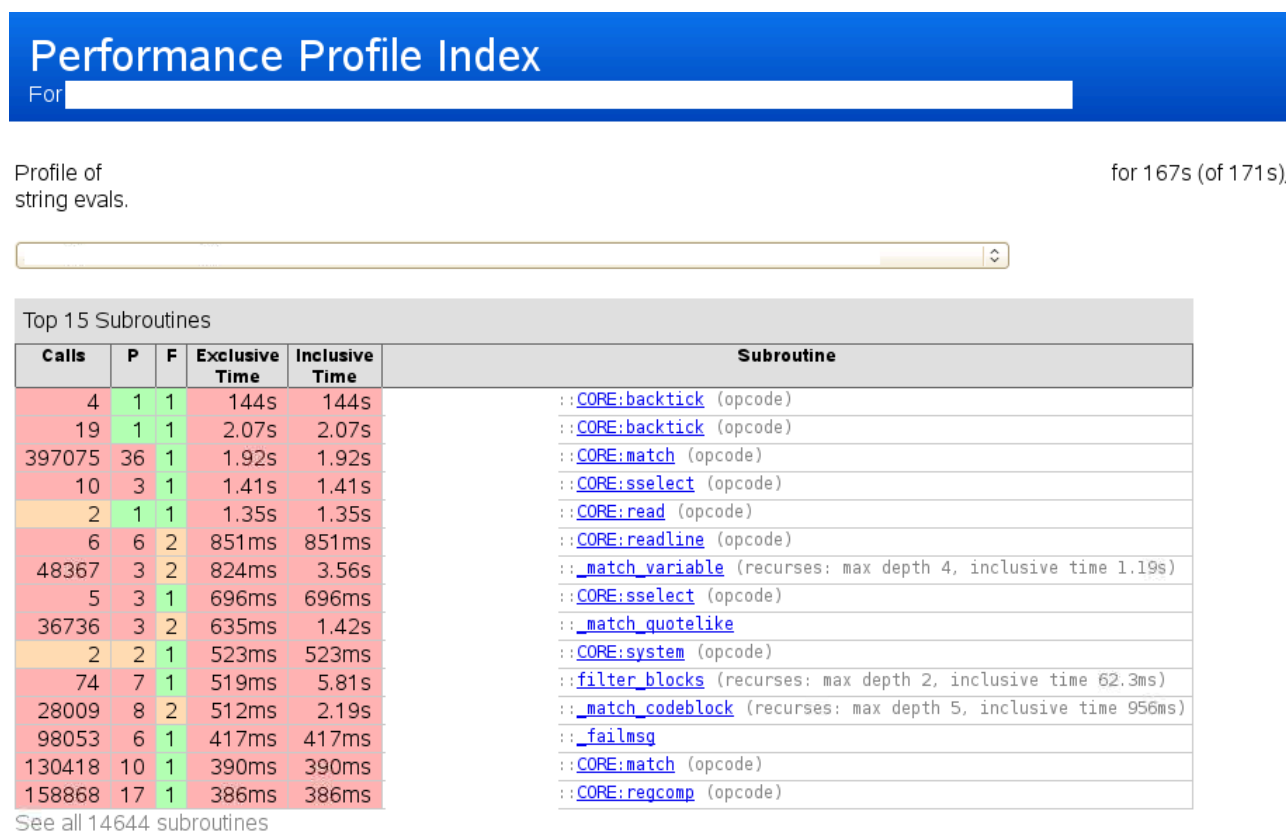 Performance Profile Index
For
Profile of for 167s (of 171s),
string evals.
Top 15 Subroutines
Calls P F Exclusive Time Inclusive Time Subroutine
4 1 1 144s 144s ::CORE:backtick (opcode)
19 1 1 2.07s 2.07s ::CORE:backtick (opcode)
397075 36 1 1.92s 1.92s ::CORE:match (opcode)
10 3 1 1.41s 1.41s ::CORE:sselect (opcode)
2 1 1 1.35s 1.35s ::CORE:read (opcode)
6 6 2 851ms 851ms ::CORE:readline (opcode)
48367 3 2 824ms 3.56s ::_match_variable (recurses: max depth 4, inclusive time 1.19s)
5 3 1 696ms 696ms ::CORE:sselect (opcode)
36736 3 2 635ms 1.42s ::_match_quotelike
2 2 1 523ms 523ms ::CORE:system (opcode)
74 7 1 519ms 5.81s ::filter_blocks (recurses: max depth 2, inclusive time 62.3ms)
28009 8 2 512ms 2.19s ::_match_codeblock (recurses: max depth 5, inclusive time 956ms)
98053 6 1 417ms 417ms ::_failmsg
130418 10 1 390ms 390ms ::CORE:match (opcode)
158868 17 1 386ms 386ms ::CORE:regcomp (opcode)
See all 14644 subroutines